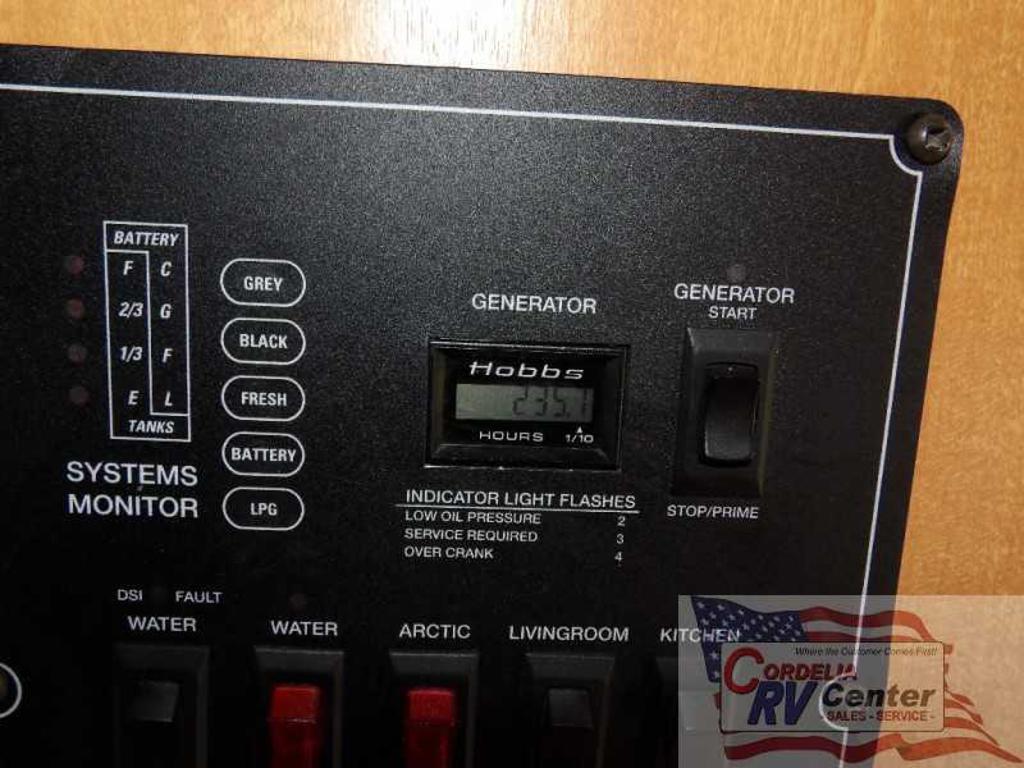 BATTERY
F C
2/3 G
1/3 F
E L
TANKS
SYSTEMS
MONITOR
GREY
BLACK
FRESH
BATTERY
LPG
GENERATOR
Hobbs
235.1
HOURS 1/10
INDICATOR LIGHT FLASHES
LOW OIL PRESSURE 2
SERVICE REQUIRED 3
OVER CRANK 4
GENERATOR
START
STOP/PRIME
DSI FAULT
WATER
WATER
ARCTIC
LIVINGROOM
KITCHEN
Where the Customer Comes First!
CORDELIA
RV Center
- SALES - SERVICE -